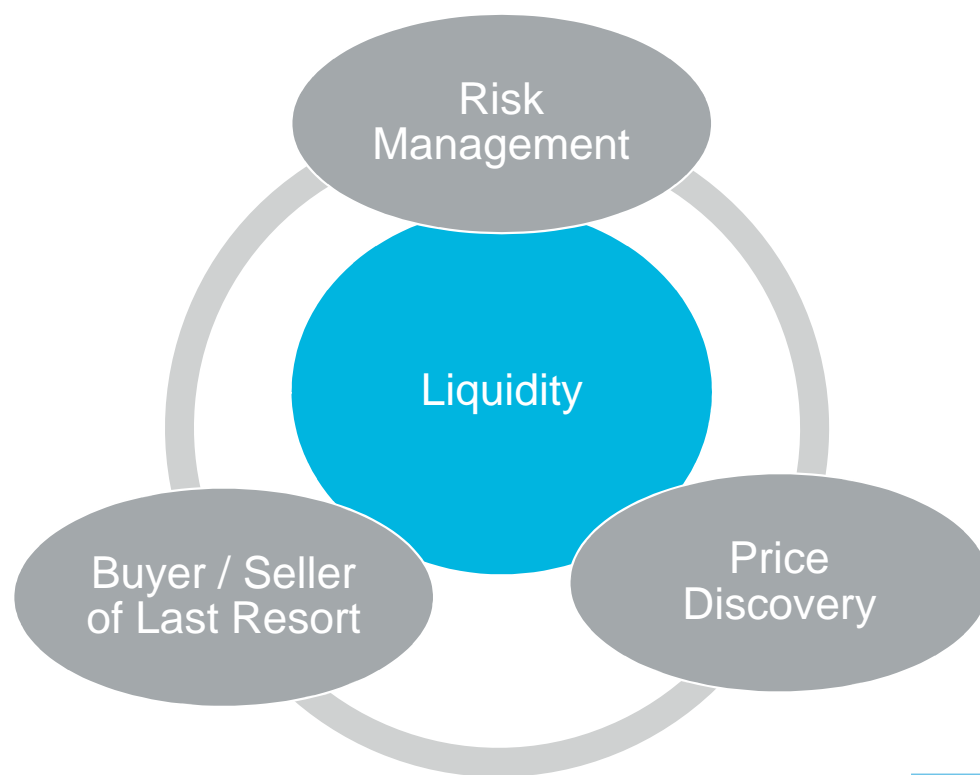 Risk
Management
Liquidity
Buyer / Seller
of Last Resort
Price
Discovery